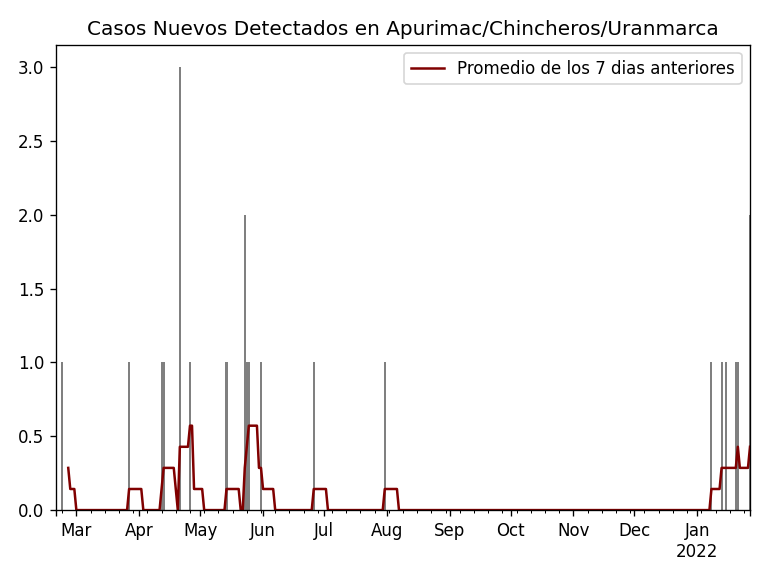 Casos Nuevos Detectados en Apurimac/Chincheros/Uranmarca
Promedio de los 7 dias anteriores
3.0
2.5
2.0
1.5
1.0
0.5
0.0
Mar Apr May Jun Jul Aug Sep Oct Nov Dec Jan
2022